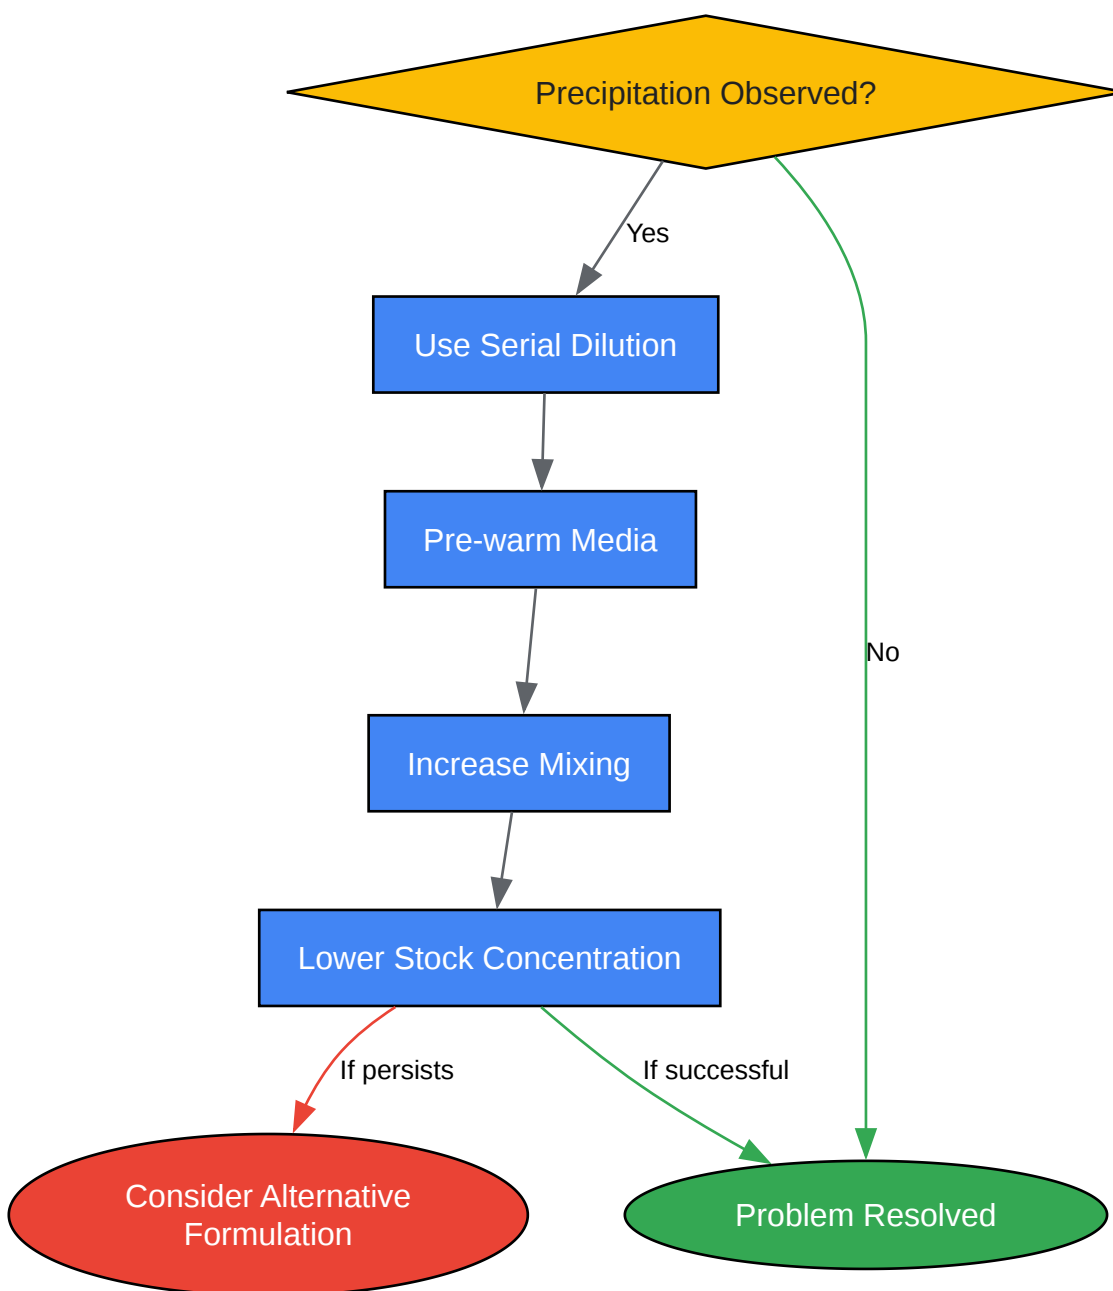 Precipitation Observed?
Yes
Use Serial Dilution
Pre-warm Media
No
Increase Mixing
Lower Stock Concentration
If persists
If successful
Consider Alternative
Formulation
Problem Resolved